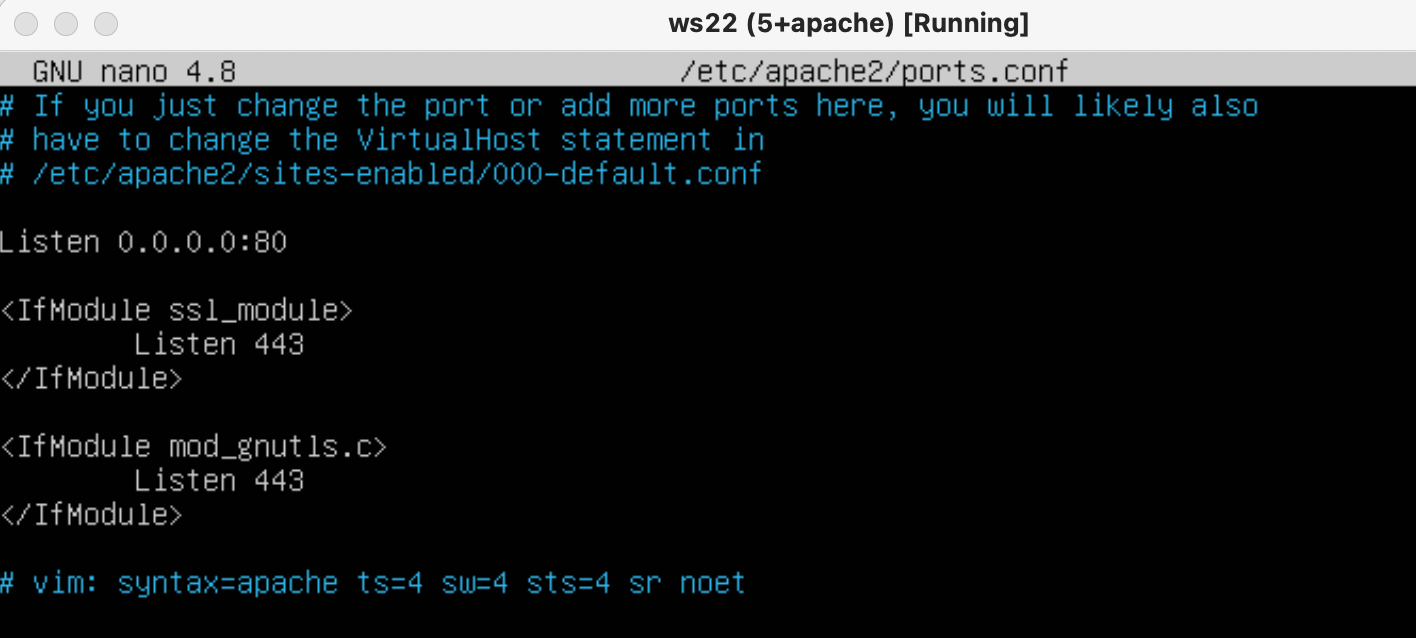 ws22 (5+apache) [Running]
GNU nano 4.8 /etc/apache2/ports.conf
# If you just change the port or add more ports here, you will likely also
# have to change the VirtualHost statement in
# /etc/apache2/sites-enabled/000-default.conf
Listen 0.0.0.0:80
<IfModule ssl_module>
Listen 443
</IfModule>
<IfModule mod_gnutls.c>
Listen 443
</IfModule>
# vim: syntax=apache ts=4 sw=4 sts=4 sr noet